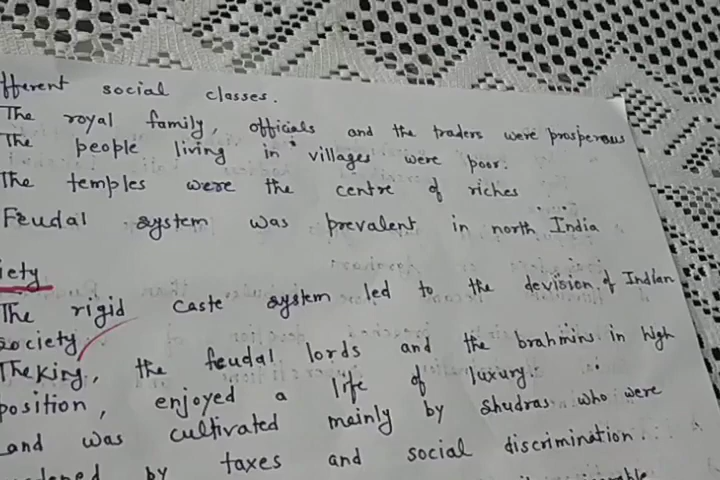 fferent social classes.
The royal family, officials and the traders were prosperous
The people living in villages were poor.
The temples were the centre of riches
Feudal system was prevalent in north India
iety
The rigid caste system led to the devision of Indian
society
The king, the feudal lords and the brahmins in high
position, enjoyed a life of luxury.
and was cultivated mainly by shudras who were
dened by taxes and social discrimination.